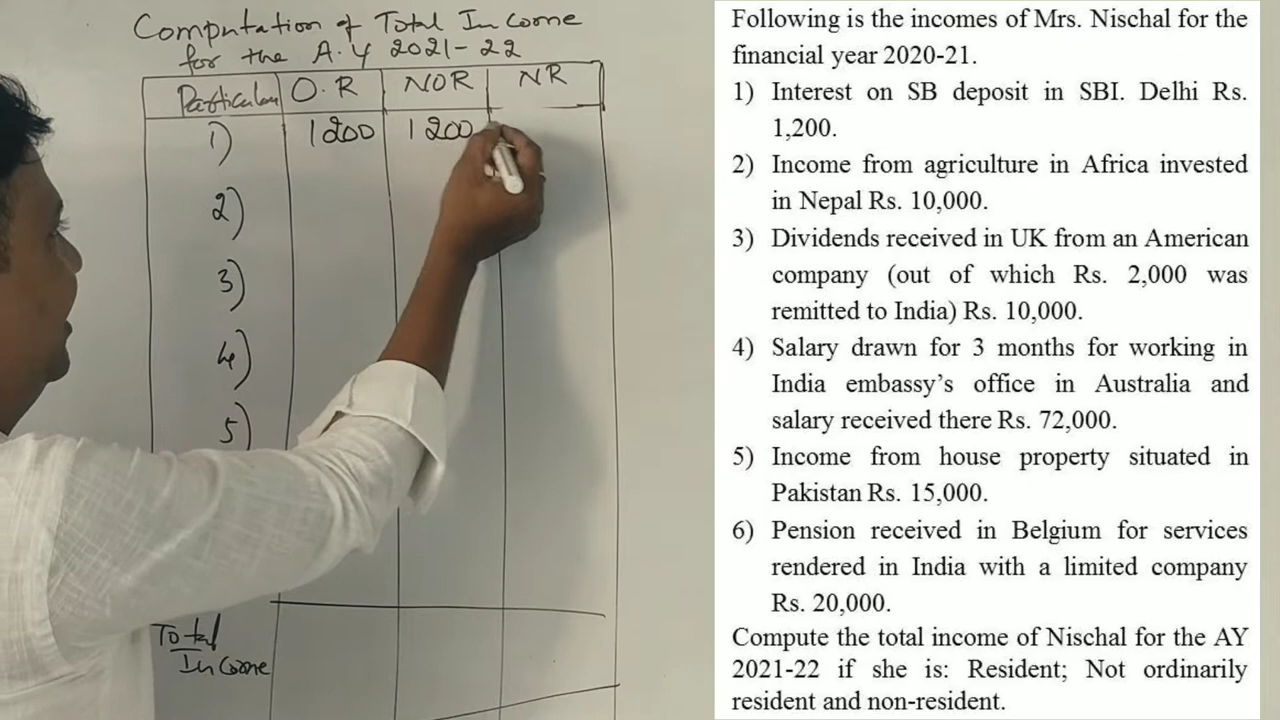 Computation of Total Income
for the A.Y 2021-22
Particulars O.R NOR NR
1) 1200 1200
2)
3)
4)
5)
Total
Income
Following is the incomes of Mrs. Nischal for the
financial year 2020-21.
1) Interest on SB deposit in SBI. Delhi Rs.
1,200.
2) Income from agriculture in Africa invested
in Nepal Rs. 10,000.
3) Dividends received in UK from an American
company (out of which Rs. 2,000 was
remitted to India) Rs. 10,000.
4) Salary drawn for 3 months for working in
India embassy's office in Australia and
salary received there Rs. 72,000.
5) Income from house property situated in
Pakistan Rs. 15,000.
6) Pension received in Belgium for services
rendered in India with a limited company
Rs. 20,000.
Compute the total income of Nischal for the AY
2021-22 if she is: Resident; Not ordinarily
resident and non-resident.